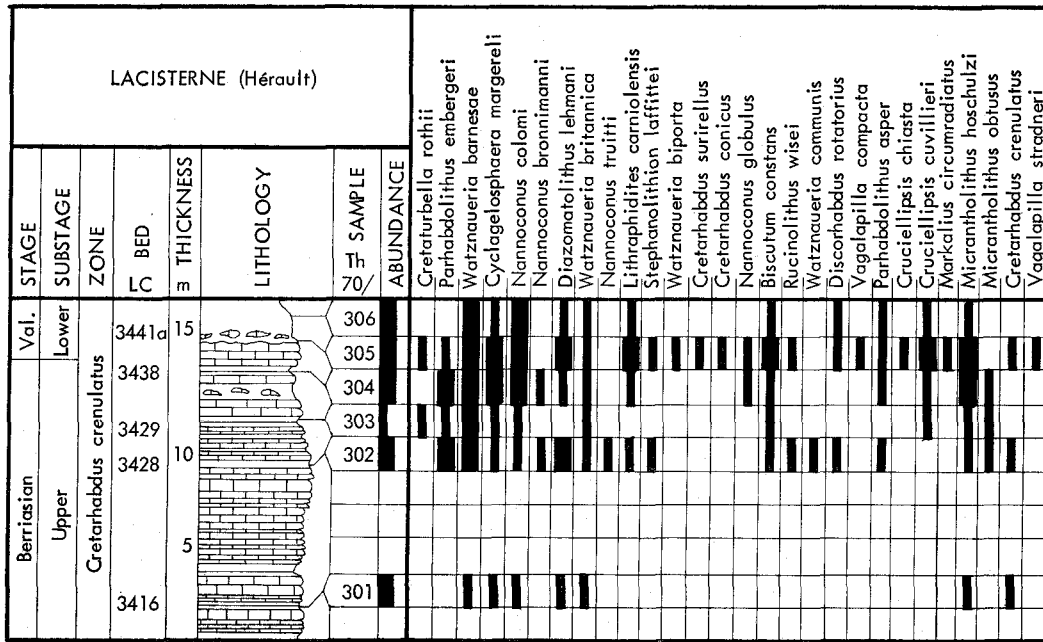 LACISTERNE (Hérault)
STAGE
SUBSTAGE
ZONE
BED
LC
THICKNESS
m
LITHOLOGY
SAMPLE
Th
70/
ABUNDANCE
Cretaturbella rothii
Parhabdolithus embergeri
Watznaueria barnesae
Cyclagelosphaera margereli
Nannoconus colomi
Nannoconus bronnimanni
Diazomatolithus lehmani
Watznaueria britannica
Nannoconus truitti
Lithraphidites carniolensis
Stephanolithion laffittei
Watznaueria biporta
Cretarhabdus surirellus
Cretarhabdus conicus
Nannoconus globulus
Biscutum constans
Rucinolithus wisei
Watznaueria communis
Discorhabdus rotatorius
Vagalapilla compacta
Parhabdolithus asper
Cruciellipsis chiasta
Cruciellipsis cuvillieri
Markalius circumradiatus
Micrantholithus hoschulzi
Micrantholithus obtusus
Cretarhabdus crenulatus
Vagalapilla stradneri
Val.
Lower
Berriasian
Upper
Cretarhabdus crenulatus
3441a
3438
3429
3428
3416
15
10
5
306
305
304
303
302
301